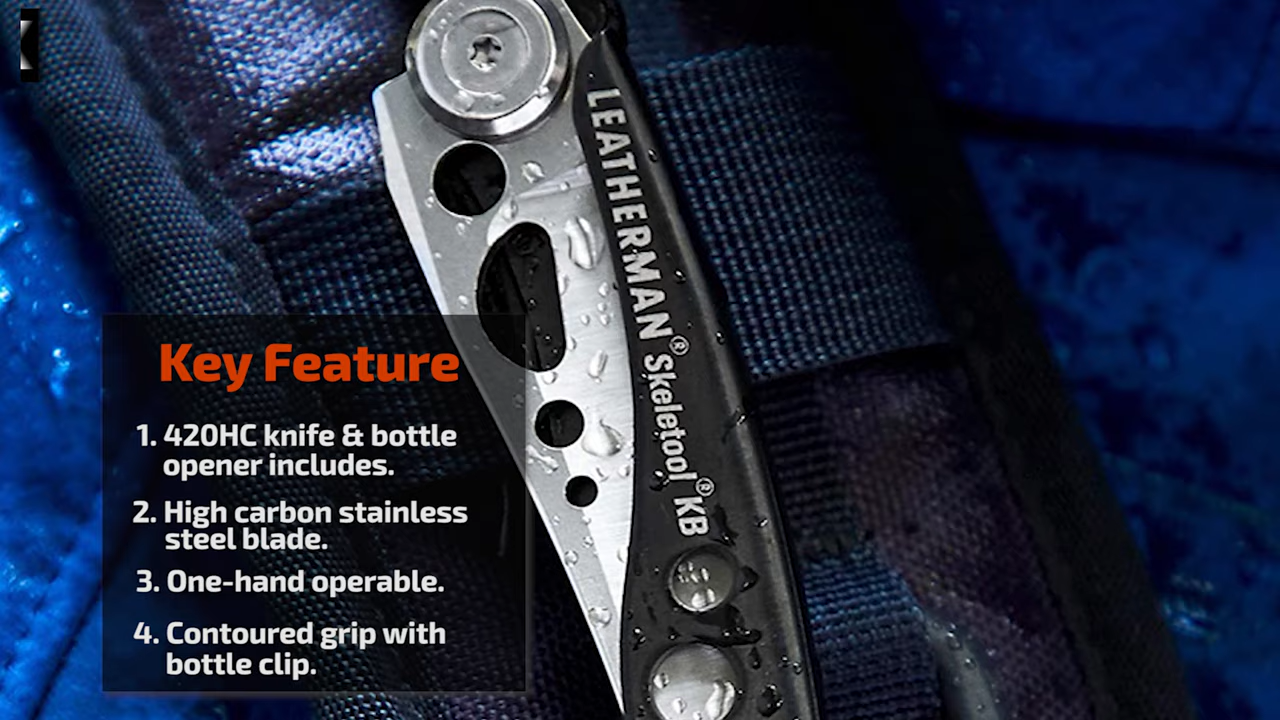 LEATHERMAN® Skeletool® KB
Key Feature
1. 420HC knife & bottle
opener includes.
2. High carbon stainless
steel blade.
3. One-hand operable.
4. Contoured grip with
bottle clip.